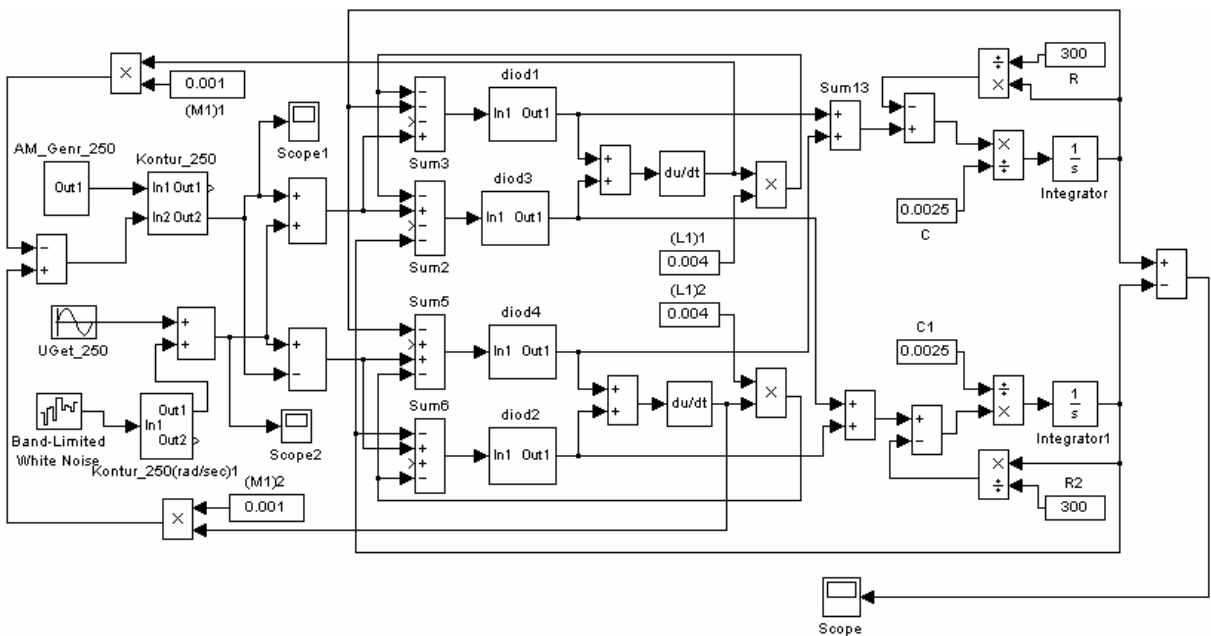 0.001
(M1)1
AM_Genr_250
Out1
Kontur_250
In1 Out1
In2 Out2
Scope1
- 
+
UGet_250
Band-Limited
White Noise
Out1
In1
Out2
Kontur_250(rad/sec)1
Scope2
(M1)2
0.001
Sum3
Sum2
Sum5
Sum6
diod1
In1 Out1
diod3
In1 Out1
diod4
In1 Out1
diod2
In1 Out1
du/dt
(L1)1
0.004
(L1)2
0.004
du/dt
Sum13
300
R
1
s
Integrator
0.0025
C
C1
0.0025
1
s
Integrator1
R2
300
Scope